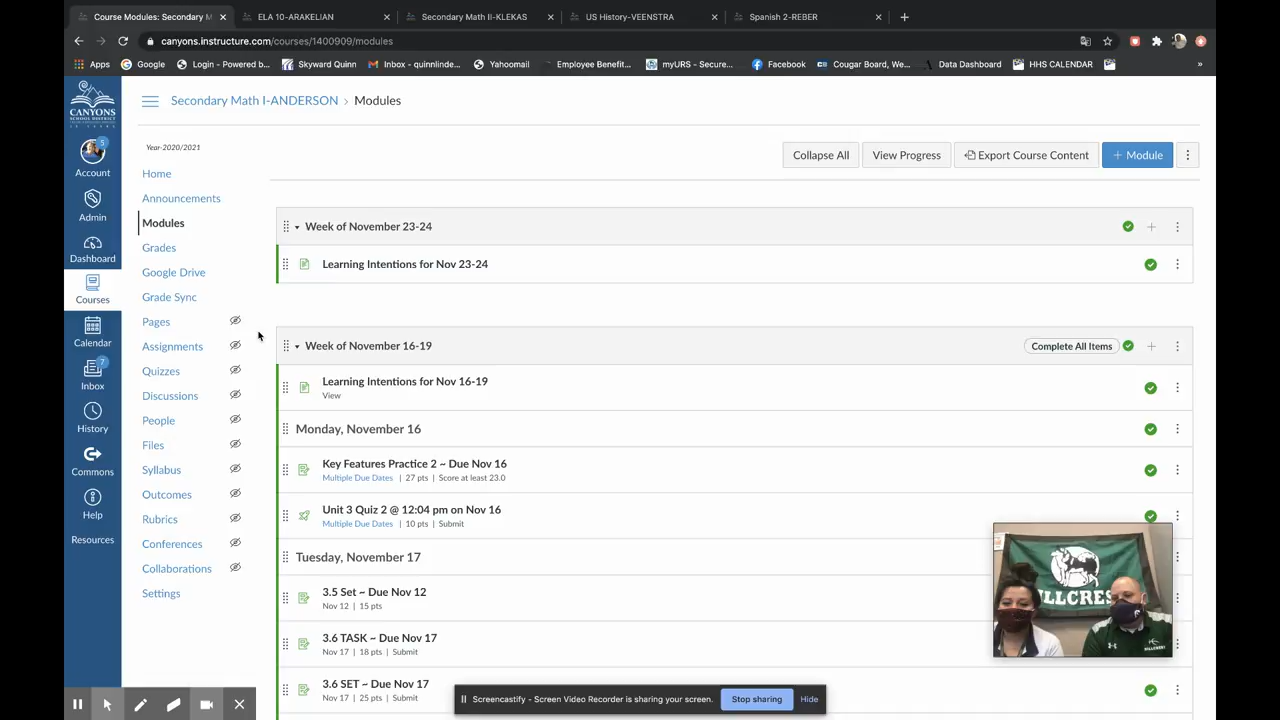 Course Modules: Secondary M
ELA 10-ARAKELIAN
Secondary Math II-KLEKAS
US History-VEENSTRA
Spanish 2-REBER
canyons.instructure.com/courses/1400909/modules
Apps
Google
Login - Powered b...
Skyward Quinn
Inbox - quinnlinde...
Yahoomail
Employee Benefit...
myURS - Secure...
Facebook
Cougar Board, We...
Data Dashboard
HHS CALENDAR
»
CANYONS
SCHOOL DISTRICT
Account
5
Admin
Dashboard
Courses
Calendar
Inbox
7
History
Commons
Help
Resources
Secondary Math I-ANDERSON › Modules
Year-2020/2021
Home
Announcements
Modules
Grades
Google Drive
Grade Sync
Pages
Assignments
Quizzes
Discussions
People
Files
Syllabus
Outcomes
Rubrics
Conferences
Collaborations
Settings
Collapse All
View Progress
Export Course Content
+ Module
Week of November 23-24
Learning Intentions for Nov 23-24
Week of November 16-19
Complete All Items
Learning Intentions for Nov 16-19
View
Monday, November 16
Key Features Practice 2 ~ Due Nov 16
Multiple Due Dates | 27 pts | Score at least 23.0
Unit 3 Quiz 2 @ 12:04 pm on Nov 16
Multiple Due Dates | 10 pts | Submit
Tuesday, November 17
3.5 Set ~ Due Nov 12
Nov 12 | 15 pts
3.6 TASK ~ Due Nov 17
Nov 17 | 18 pts | Submit
3.6 SET ~ Due Nov 17
Nov 17 | 25 pts | Submit
ILLCRES
HILLCREST
Screencastify - Screen Video Recorder is sharing your screen.
Stop sharing
Hide